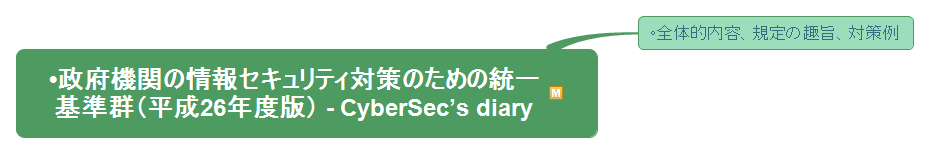 •全体的内容、規定の趣旨、対策例
•政府機関の情報セキュリティ対策のための統一
基準群（平成26年度版） - CyberSec’s diary
M